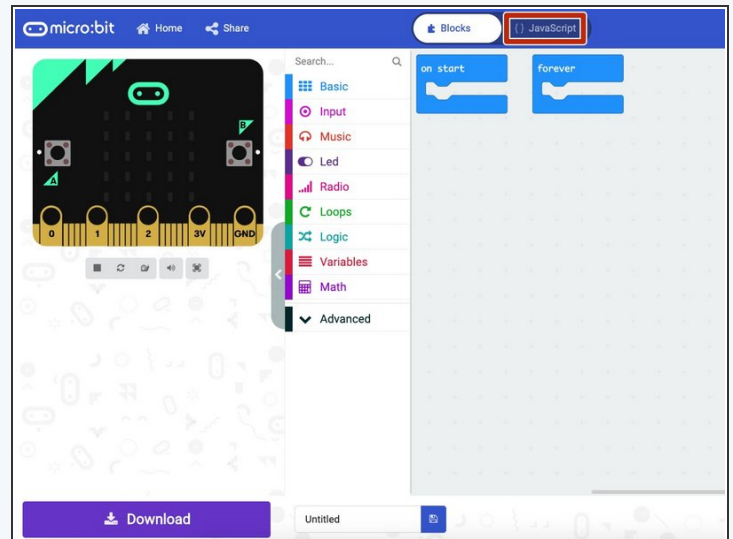 micro:bit Home Share
Blocks {} JavaScript
B
A
0 1 2 3V GND
Search...
Basic
Input
Music
Led
Radio
Loops
Logic
Variables
Math
Advanced
on start
forever
Download
Untitled